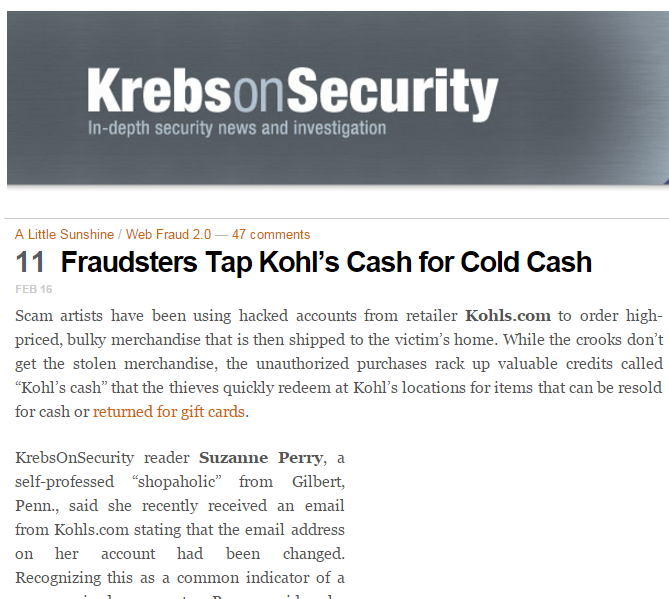 KrebsonSecurity
In-depth security news and investigation
A Little Sunshine / Web Fraud 2.0 — 47 comments
11 Fraudsters Tap Kohl’s Cash for Cold Cash
FEB 16
Scam artists have been using hacked accounts from retailer Kohls.com to order high-
priced, bulky merchandise that is then shipped to the victim’s home. While the crooks don’t
get the stolen merchandise, the unauthorized purchases rack up valuable credits called
“Kohl’s cash” that the thieves quickly redeem at Kohl’s locations for items that can be resold
for cash or returned for gift cards.
KrebsOnSecurity reader Suzanne Perry, a
self-professed “shopaholic” from Gilbert,
Penn., said she recently received an email
from Kohls.com stating that the email address
on her account had been changed.
Recognizing this as a common indicator of a